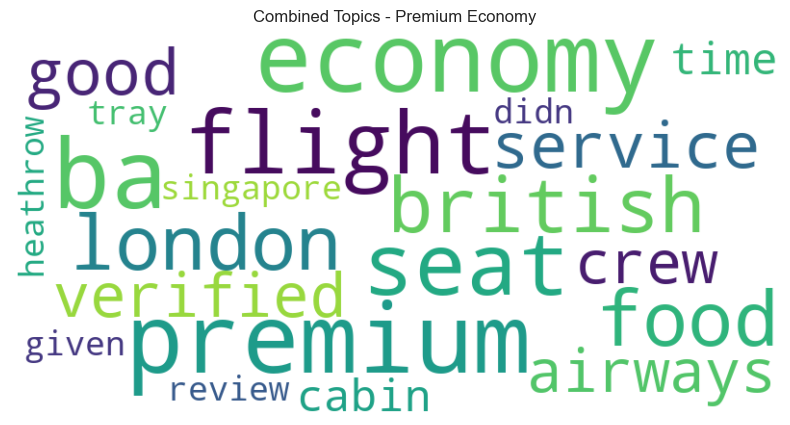 Combined Topics - Premium Economy
economy
time
good
tray
didn
flight
service
heathrow
ba
singapore
british
london
seat
crew
verified
food
premium
given
airways
review
cabin